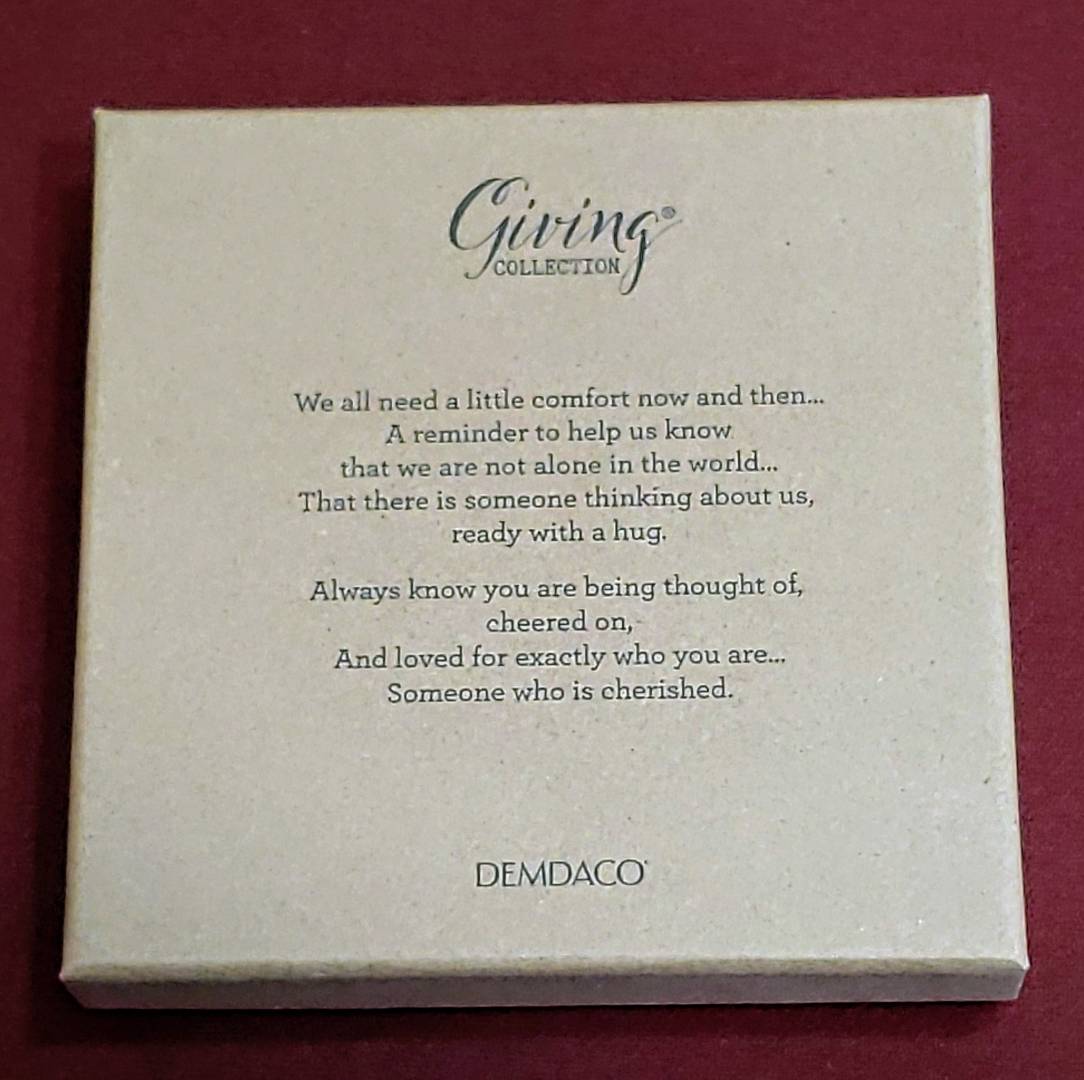 Giving®
COLLECTION
We all need a little comfort now and then...
A reminder to help us know
that we are not alone in the world...
That there is someone thinking about us,
ready with a hug.
Always know you are being thought of,
cheered on,
And loved for exactly who you are...
Someone who is cherished.
DEMDACO